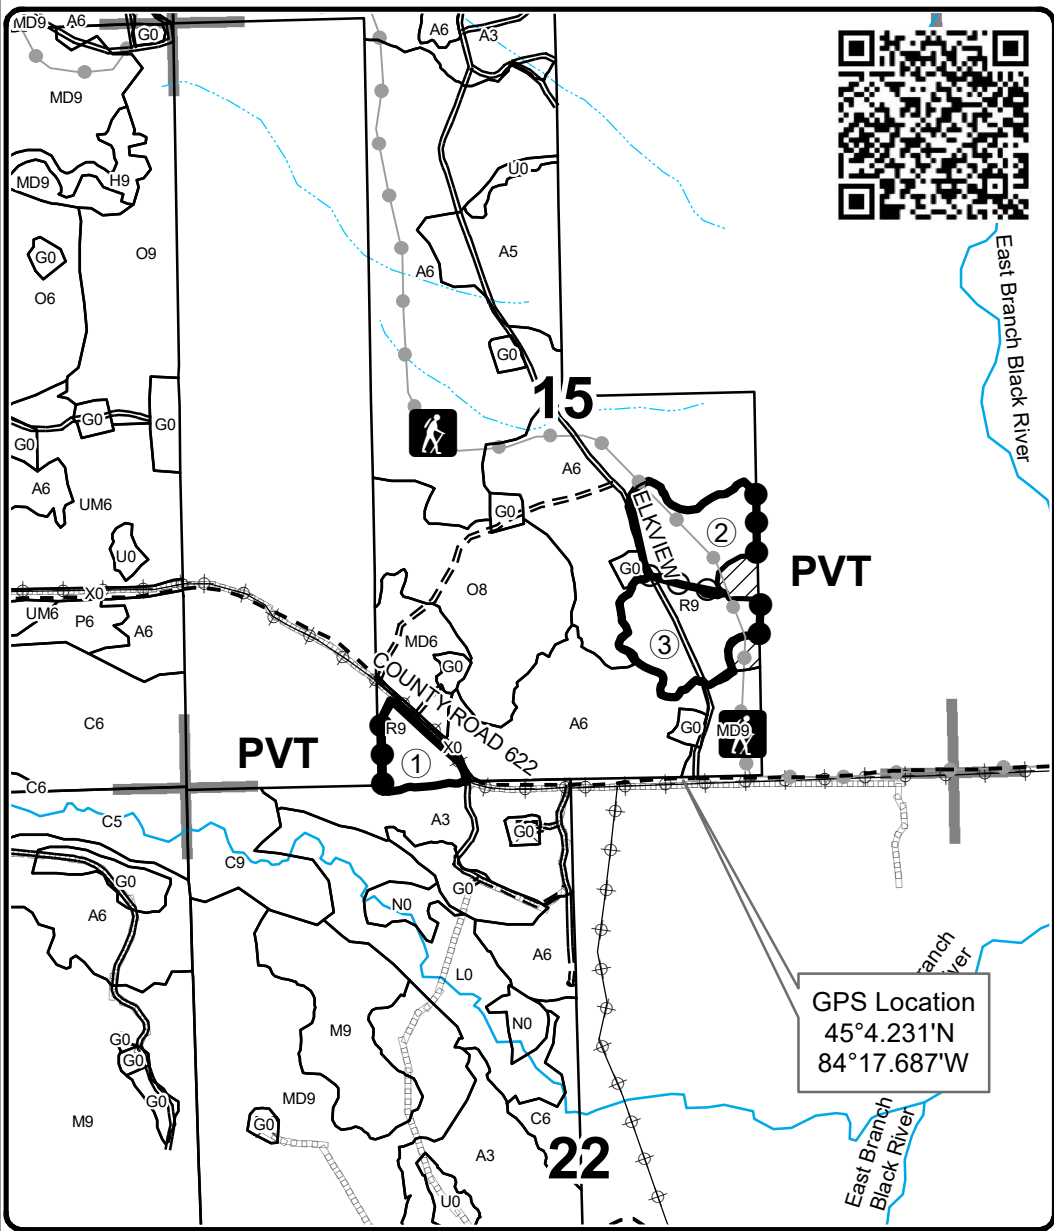 MD9
A6
G0
A6
A3
MD9
U0
MD9
H9
East Branch Black River
G0
O9
A5
O6
A6
G0
15
G0
G0
G0
A6
A6
UM6
G0
ELKVIEW
②
U0
G0
PVT
X0
O8
R9
UM6
P6
A6
MD6
③
G0
COUNTY ROAD 622
C6
R9
A6
G0
MD9
PVT
X0
①
C6
C5
A3
G0
C9
G0
G0
N0
A6
A6
L0
anch
ver
GPS Location
45°4.231'N
84°17.687'W
N0
M9
G0
G0
G0
MD9
M9
G0
C6
A3
22
East Branch
Black River
U0